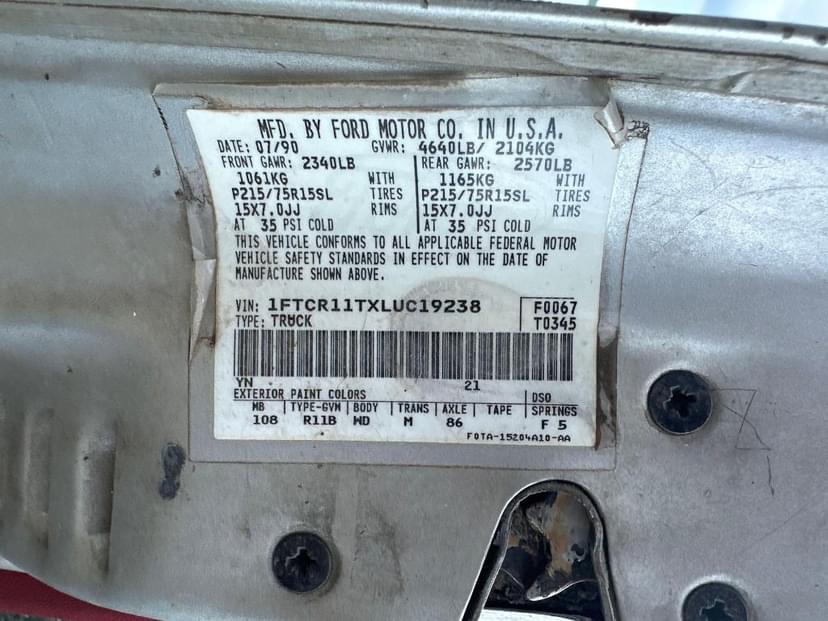 MFD. BY FORD MOTOR CO. IN U.S.A.
DATE: 07/90 GVWR: 4640LB/ 2104KG
FRONT GAWR: 2340LB REAR GAWR: 2570LB
1061KG WITH 1165KG WITH
P215/75R15SL TIRES P215/75R15SL TIRES
15X7.0JJ RIMS 15X7.0JJ RIMS
AT 35 PSI COLD AT 35 PSI COLD
THIS VEHICLE CONFORMS TO ALL APPLICABLE FEDERAL MOTOR
VEHICLE SAFETY STANDARDS IN EFFECT ON THE DATE OF
MANUFACTURE SHOWN ABOVE.
VIN: 1FTCR11TXLUC19238 F0067
TYPE: TRUCK T0345
YN 21
EXTERIOR PAINT COLORS DSO
WB TYPE-GVM BODY TRANS AXLE TAPE SPRINGS
108 R11B WD M 86 F 5
F0TA-15204A10-AA